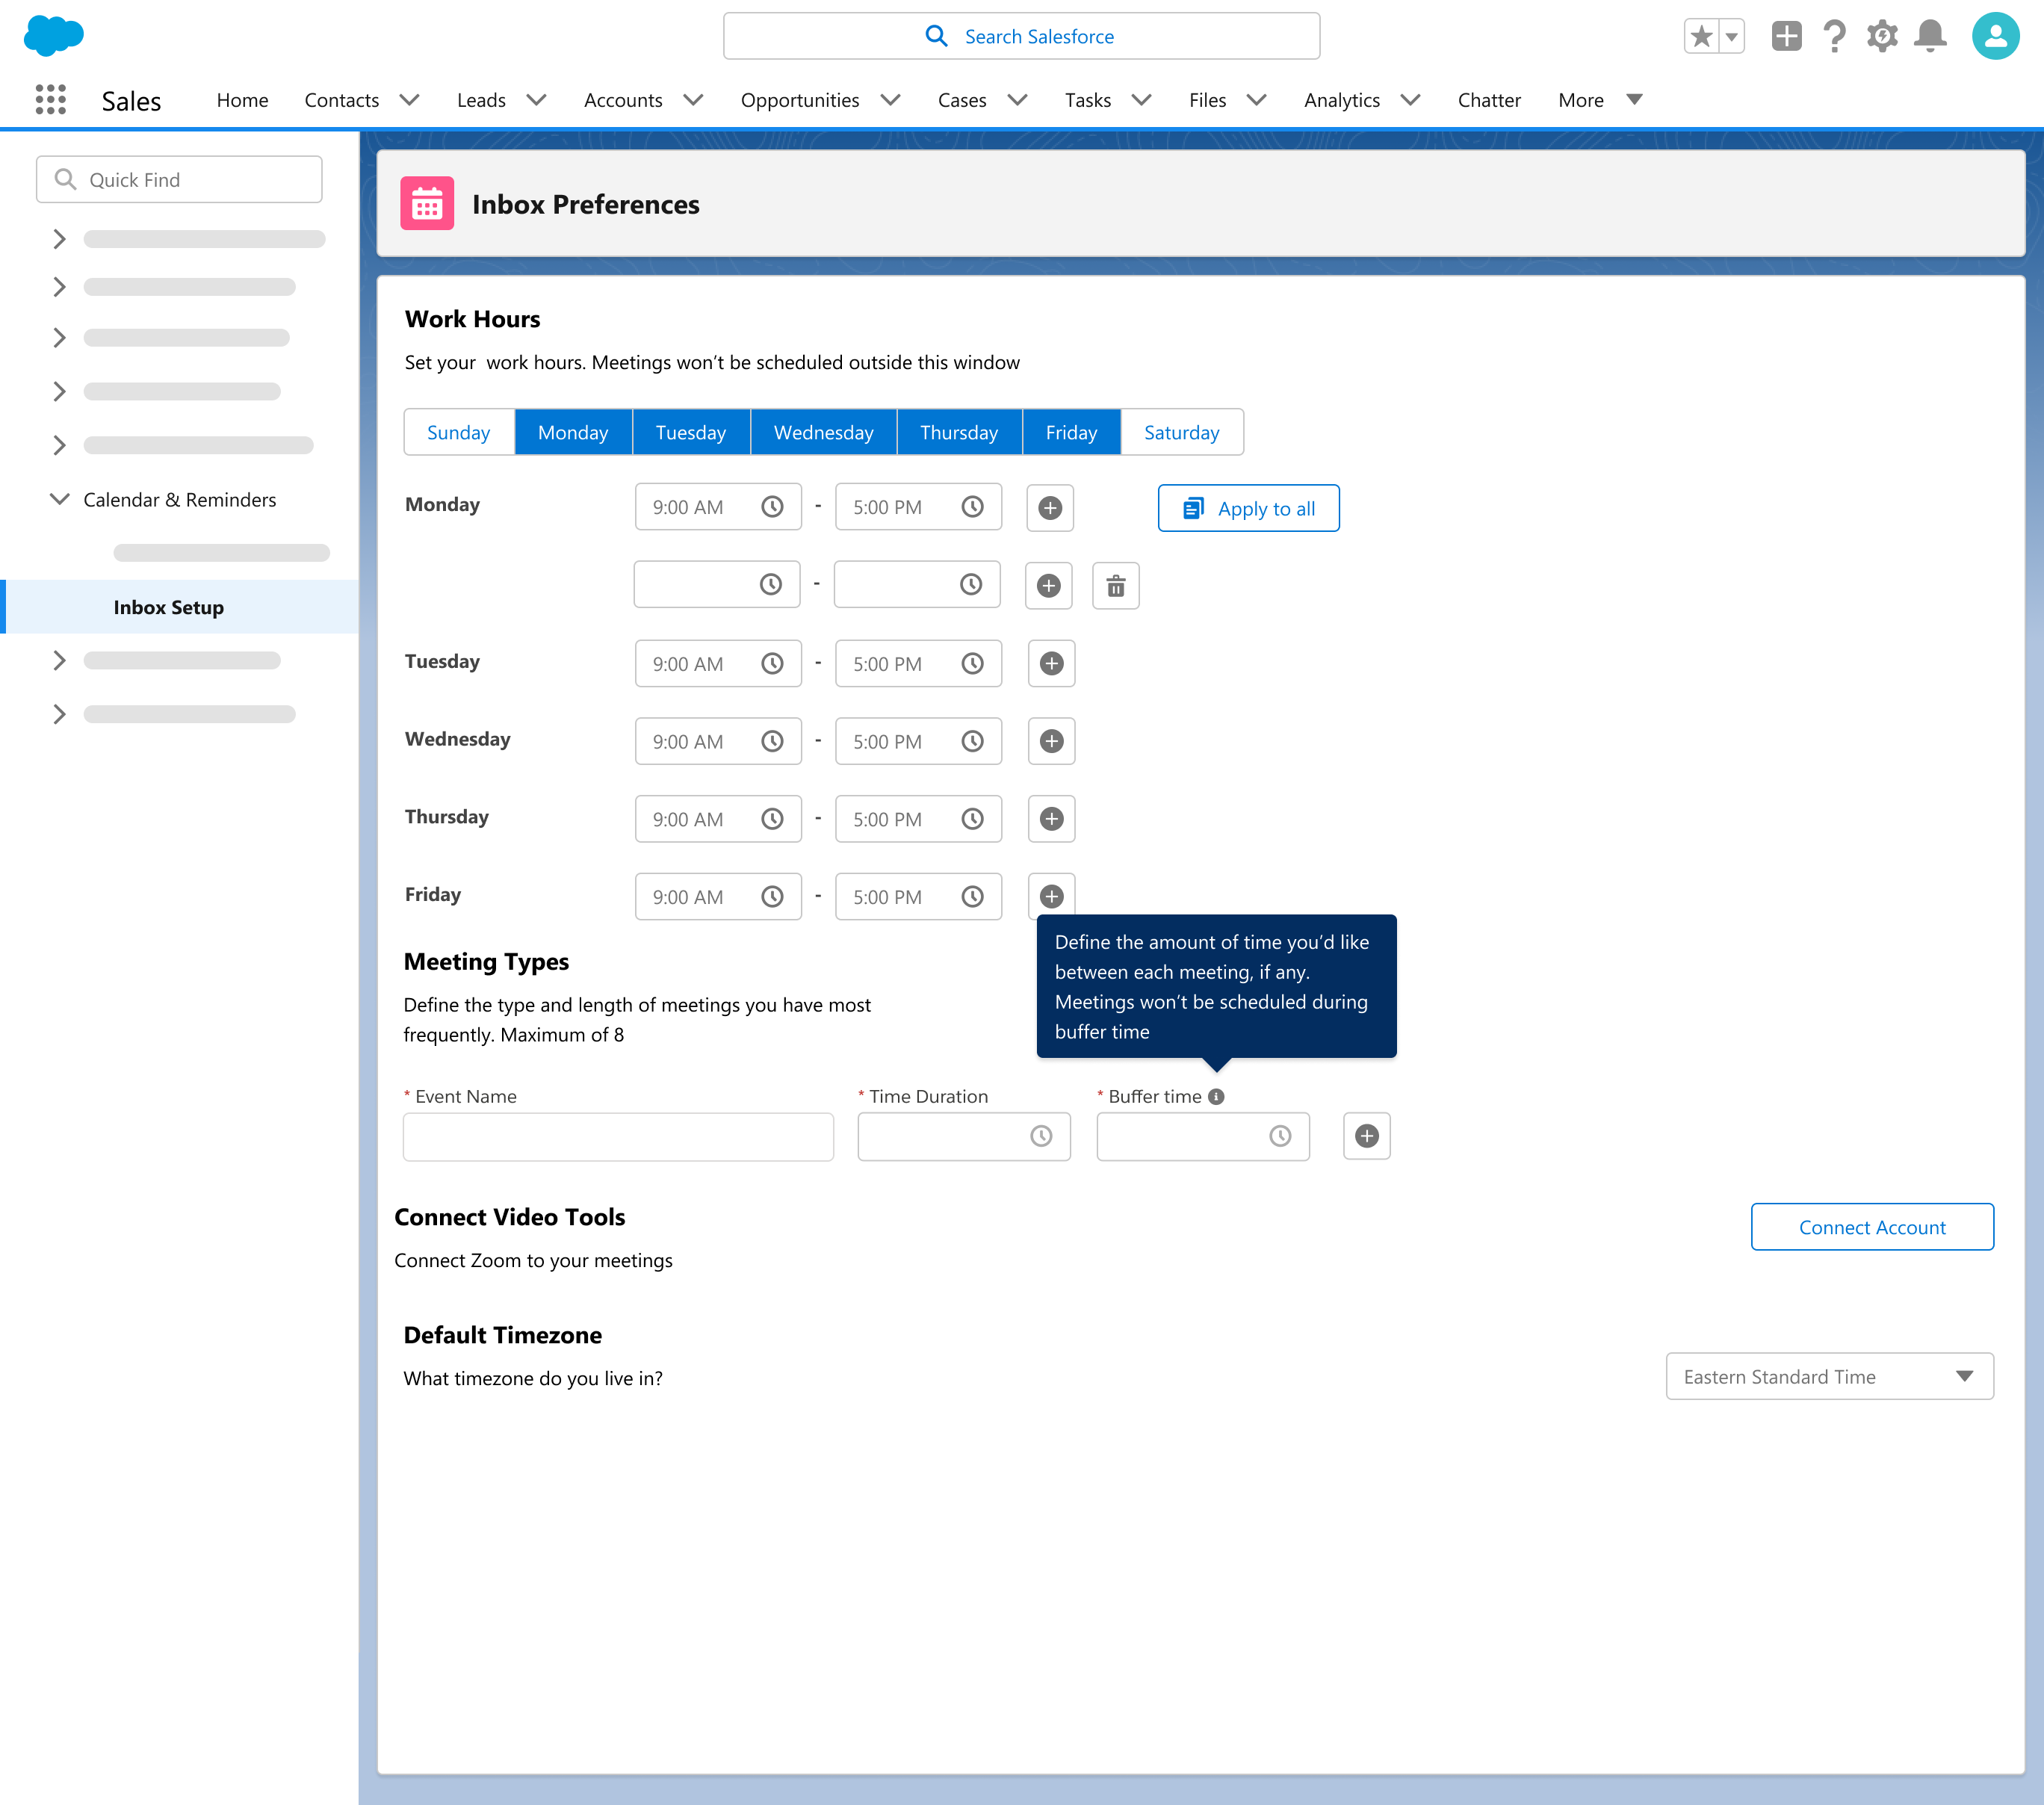 Search Salesforce
Sales
Home
Contacts
Leads
Accounts
Opportunities
Cases
Tasks
Files
Analytics
Chatter
More
Quick Find
Calendar & Reminders
Inbox Setup
Inbox Preferences
Work Hours
Set your  work hours. Meetings won’t be scheduled outside this window
Sunday
Monday
Tuesday
Wednesday
Thursday
Friday
Saturday
Monday
9:00 AM
-
5:00 PM
Apply to all
-
Tuesday
9:00 AM
-
5:00 PM
Wednesday
9:00 AM
-
5:00 PM
Thursday
9:00 AM
-
5:00 PM
Friday
9:00 AM
-
5:00 PM
Define the amount of time you’d like
between each meeting, if any.
Meetings won’t be scheduled during
buffer time
Meeting Types
Define the type and length of meetings you have most
frequently. Maximum of 8
* Event Name
* Time Duration
* Buffer time
Connect Video Tools
Connect Zoom to your meetings
Connect Account
Default Timezone
What timezone do you live in?
Eastern Standard Time